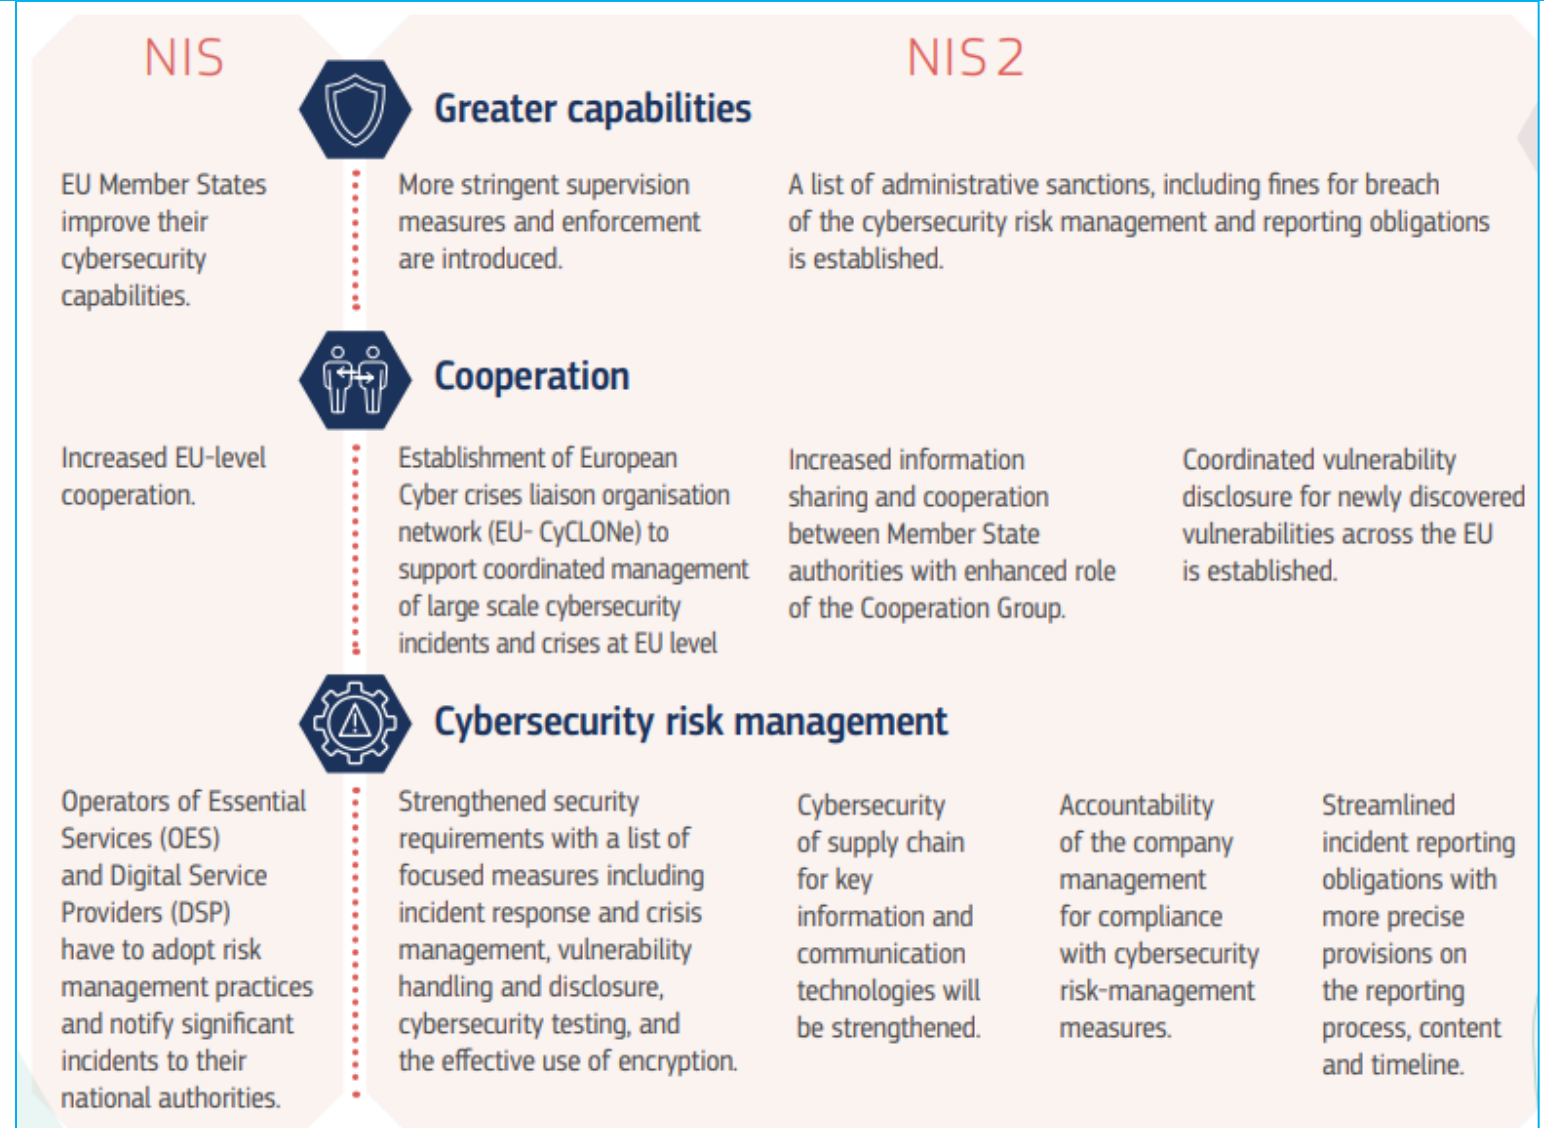 NIS
NIS 2
Greater capabilities
EU Member States
improve their
cybersecurity
capabilities.
More stringent supervision
measures and enforcement
are introduced.
A list of administrative sanctions, including fines for breach
of the cybersecurity risk management and reporting obligations
is established.
Cooperation
Increased EU-level
cooperation.
Establishment of European
Cyber crises liaison organisation
network (EU- CyCLONe) to
support coordinated management
of large scale cybersecurity
incidents and crises at EU level
Increased information
sharing and cooperation
between Member State
authorities with enhanced role
of the Cooperation Group.
Coordinated vulnerability
disclosure for newly discovered
vulnerabilities across the EU
is established.
Cybersecurity risk management
Operators of Essential
Services (OES)
and Digital Service
Providers (DSP)
have to adopt risk
management practices
and notify significant
incidents to their
national authorities.
Strengthened security
requirements with a list of
focused measures including
incident response and crisis
management, vulnerability
handling and disclosure,
cybersecurity testing, and
the effective use of encryption.
Cybersecurity
of supply chain
for key
information and
communication
technologies will
be strengthened.
Accountability
of the company
management
for compliance
with cybersecurity
risk-management
measures.
Streamlined
incident reporting
obligations with
more precise
provisions on
the reporting
process, content
and timeline.